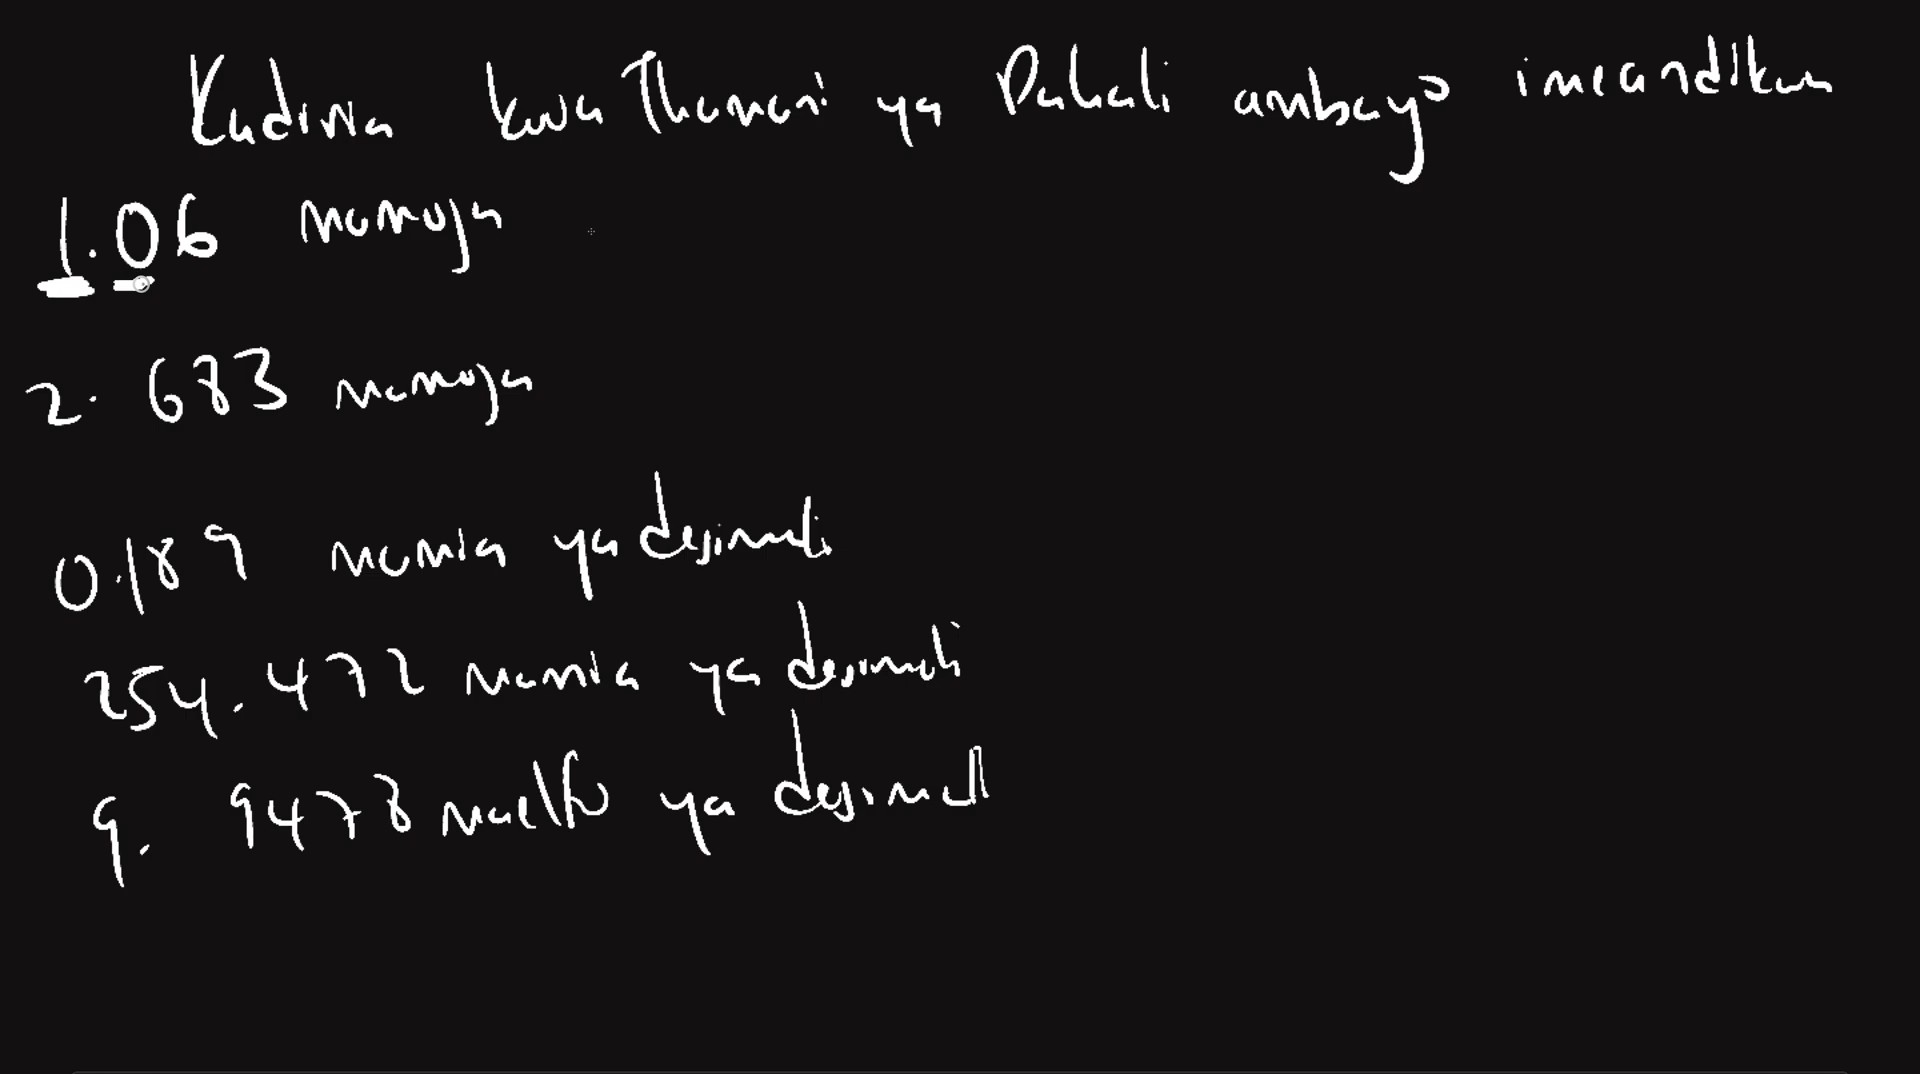 Kadiria kwa Thamani ya Pahali ambayo imeandikwa
1.06 mamoja
2. 683 mamoja
0.189 mamia ya desimali
254.472 mamia ya desimali
9. 9478 maelfu ya desimali